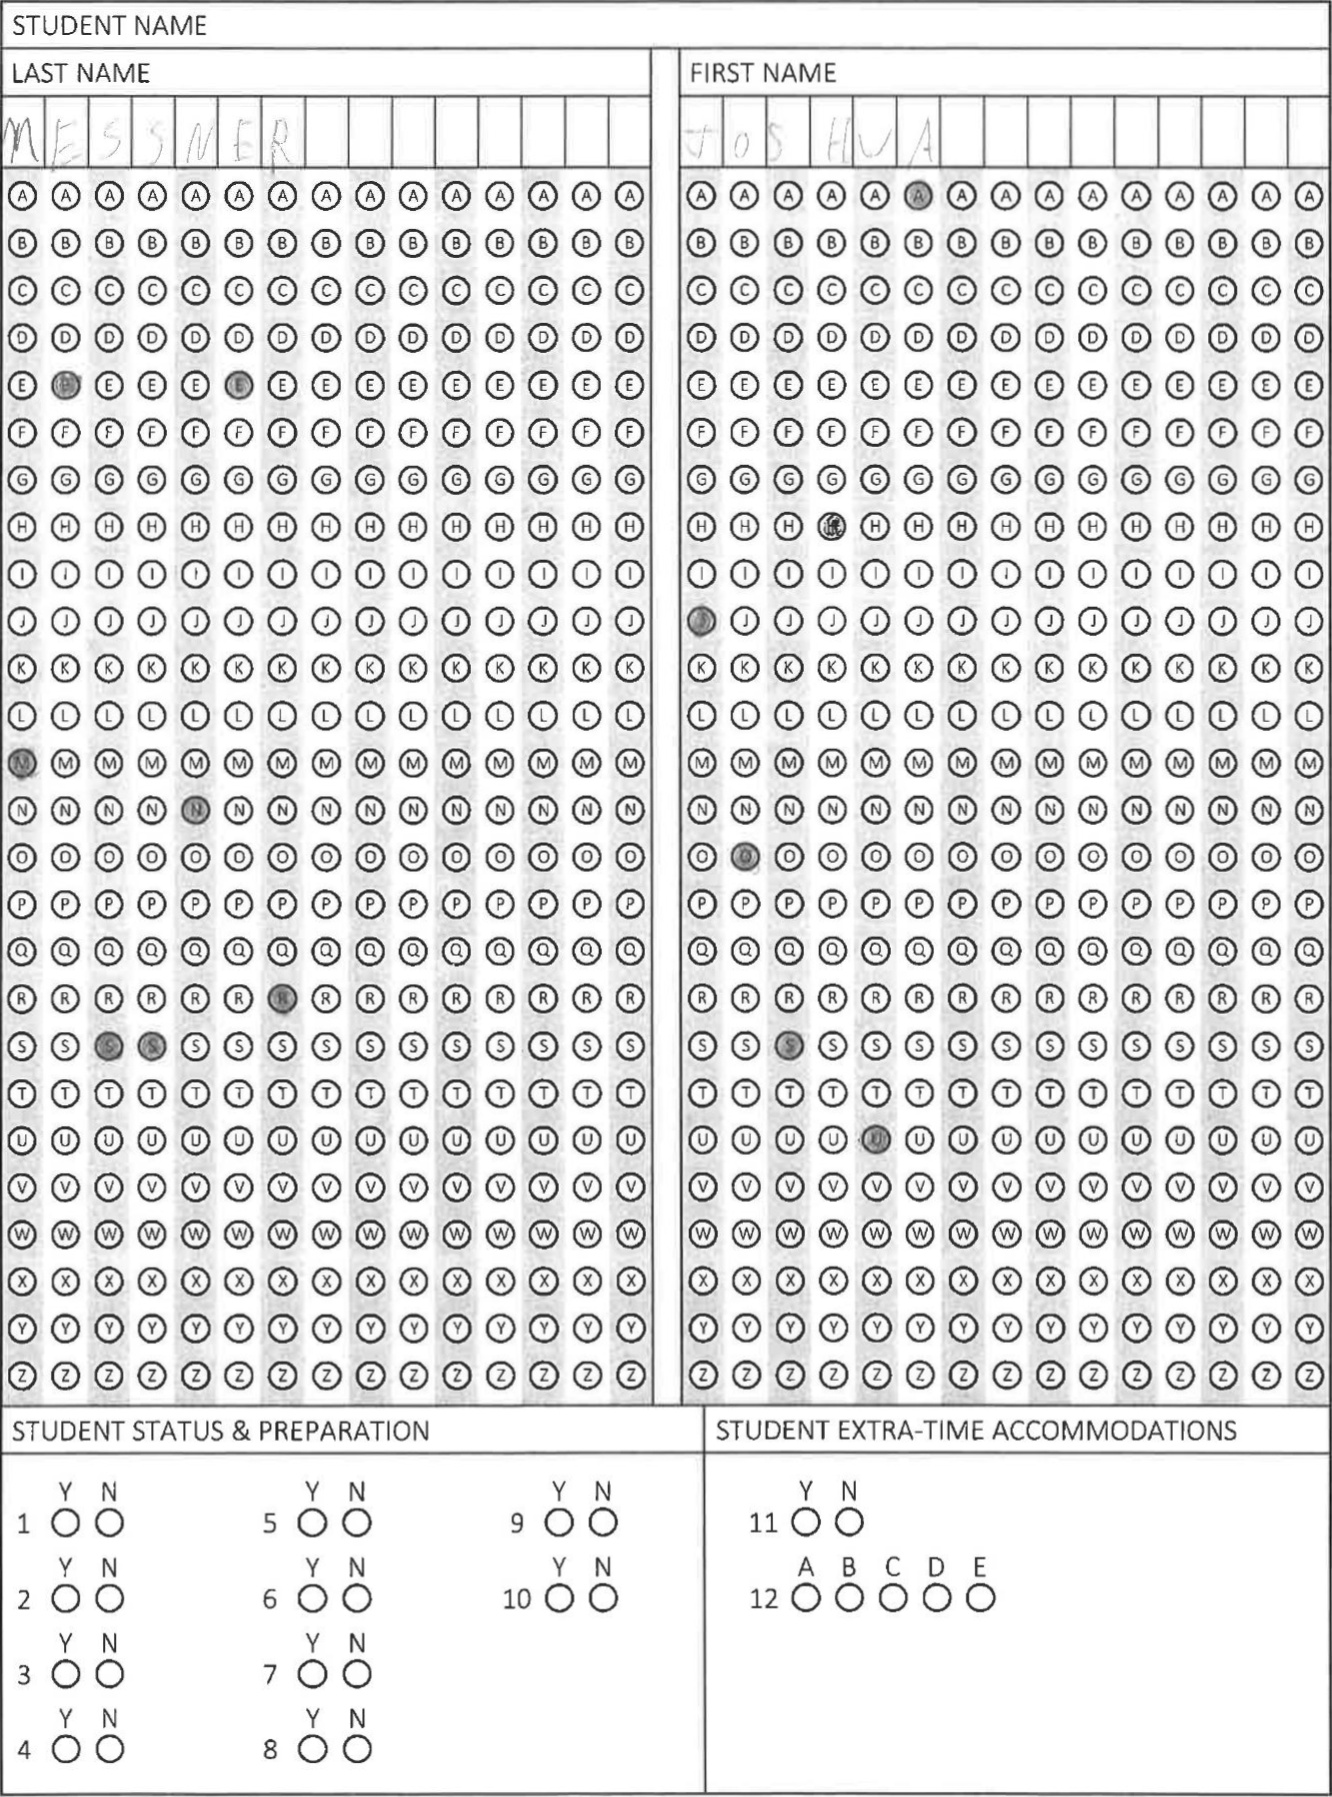 STUDENT NAME
LAST NAME FIRST NAME
MESSNER JOSHUA
A A A A A A A A A A A A A A A A A A A A A A A A A A A A A A
B B B B B B B B B B B B B B B B B B B B B B B B B B B B B B
C C C C C C C C C C C C C C C C C C C C C C C C C C C C C C
D D D D D D D D D D D D D D D D D D D D D D D D D D D D D D
E E E E E E E E E E E E E E E E E E E E E E E E E E E E E E
F F F F F F F F F F F F F F F F F F F F F F F F F F F F F F
G G G G G G G G G G G G G G G G G G G G G G G G G G G G G G
H H H H H H H H H H H H H H H H H H H H H H H H H H H H H H
I I I I I I I I I I I I I I I I I I I I I I I I I I I I I I
J J J J J J J J J J J J J J J J J J J J J J J J J J J J J J
K K K K K K K K K K K K K K K K K K K K K K K K K K K K K K
L L L L L L L L L L L L L L L L L L L L L L L L L L L L L L
M M M M M M M M M M M M M M M M M M M M M M M M M M M M M M
N N N N N N N N N N N N N N N N N N N N N N N N N N N N N N
O O O O O O O O O O O O O O O O O O O O O O O O O O O O O O
P P P P P P P P P P P P P P P P P P P P P P P P P P P P P P
Q Q Q Q Q Q Q Q Q Q Q Q Q Q Q Q Q Q Q Q Q Q Q Q Q Q Q Q Q Q
R R R R R R R R R R R R R R R R R R R R R R R R R R R R R R
S S S S S S S S S S S S S S S S S S S S S S S S S S S S S S
T T T T T T T T T T T T T T T T T T T T T T T T T T T T T T
U U U U U U U U U U U U U U U U U U U U U U U U U U U U U U
V V V V V V V V V V V V V V V V V V V V V V V V V V V V V V
W W W W W W W W W W W W W W W W W W W W W W W W W W W W W W
X X X X X X X X X X X X X X X X X X X X X X X X X X X X X X
Y Y Y Y Y Y Y Y Y Y Y Y Y Y Y Y Y Y Y Y Y Y Y Y Y Y Y Y Y Y
Z Z Z Z Z Z Z Z Z Z Z Z Z Z Z Z Z Z Z Z Z Z Z Z Z Z Z Z Z Z
STUDENT STATUS & PREPARATION STUDENT EXTRA-TIME ACCOMMODATIONS
Y N Y N Y N Y N
1 5 9 11
Y N Y N Y N A B C D E
2 6 10 12
Y N Y N
3 7
Y N Y N
4 8